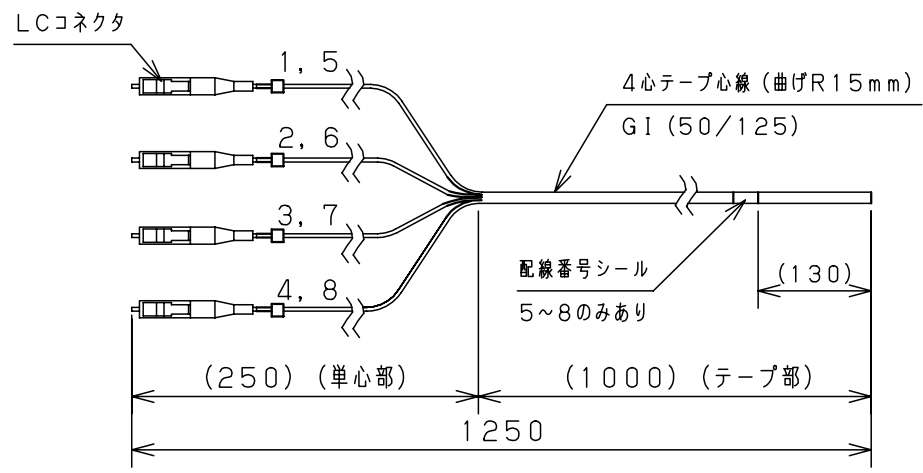 LCコネクタ
1, 5
2, 6
3, 7
4, 8
4心テープ心線 (曲げR15mm)
GI (50/125)
配線番号シール
5~8のみあり
(130)
(250) (単心部)
(1000) (テープ部)
1250